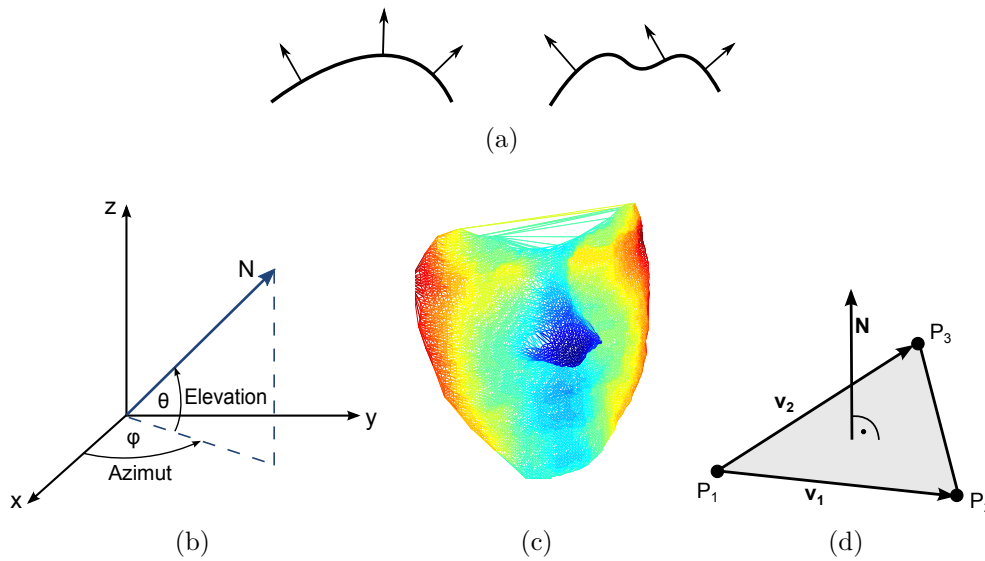 (a)
z
N
θ
Elevation
y
φ
Azimut
x
(b)
(c)
N
P3
v2
P1
v1
P
(d)